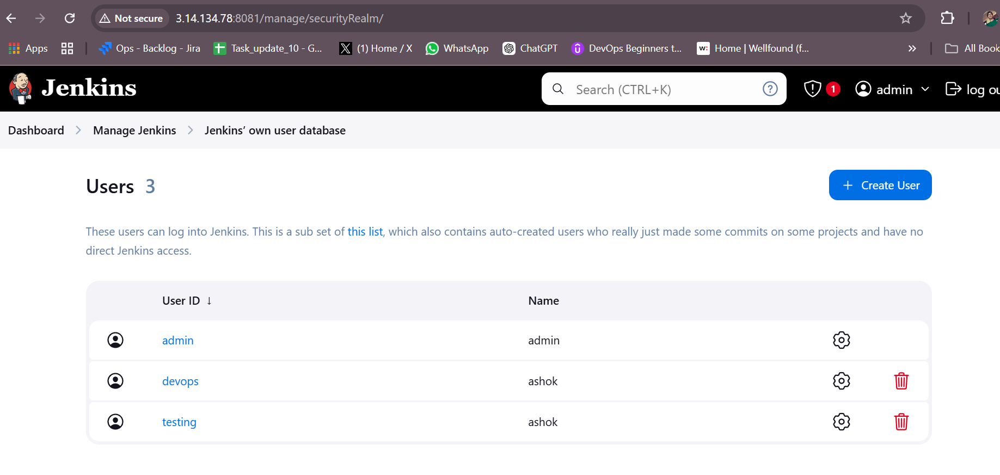 Not secure 3.14.134.78:8081/manage/securityRealm/
Apps Ops - Backlog - Jira Task_update_10 - G... (1) Home / X WhatsApp ChatGPT DevOps Beginners t... w: Home | Wellfound (f... » All Book
Jenkins Search (CTRL+K) ? 1 admin log ou
Dashboard > Manage Jenkins > Jenkins’ own user database
Users 3 + Create User
These users can log into Jenkins. This is a sub set of this list, which also contains auto-created users who really just made some commits on some projects and have no
direct Jenkins access.
User ID ↓ Name
admin admin
devops ashok
testing ashok